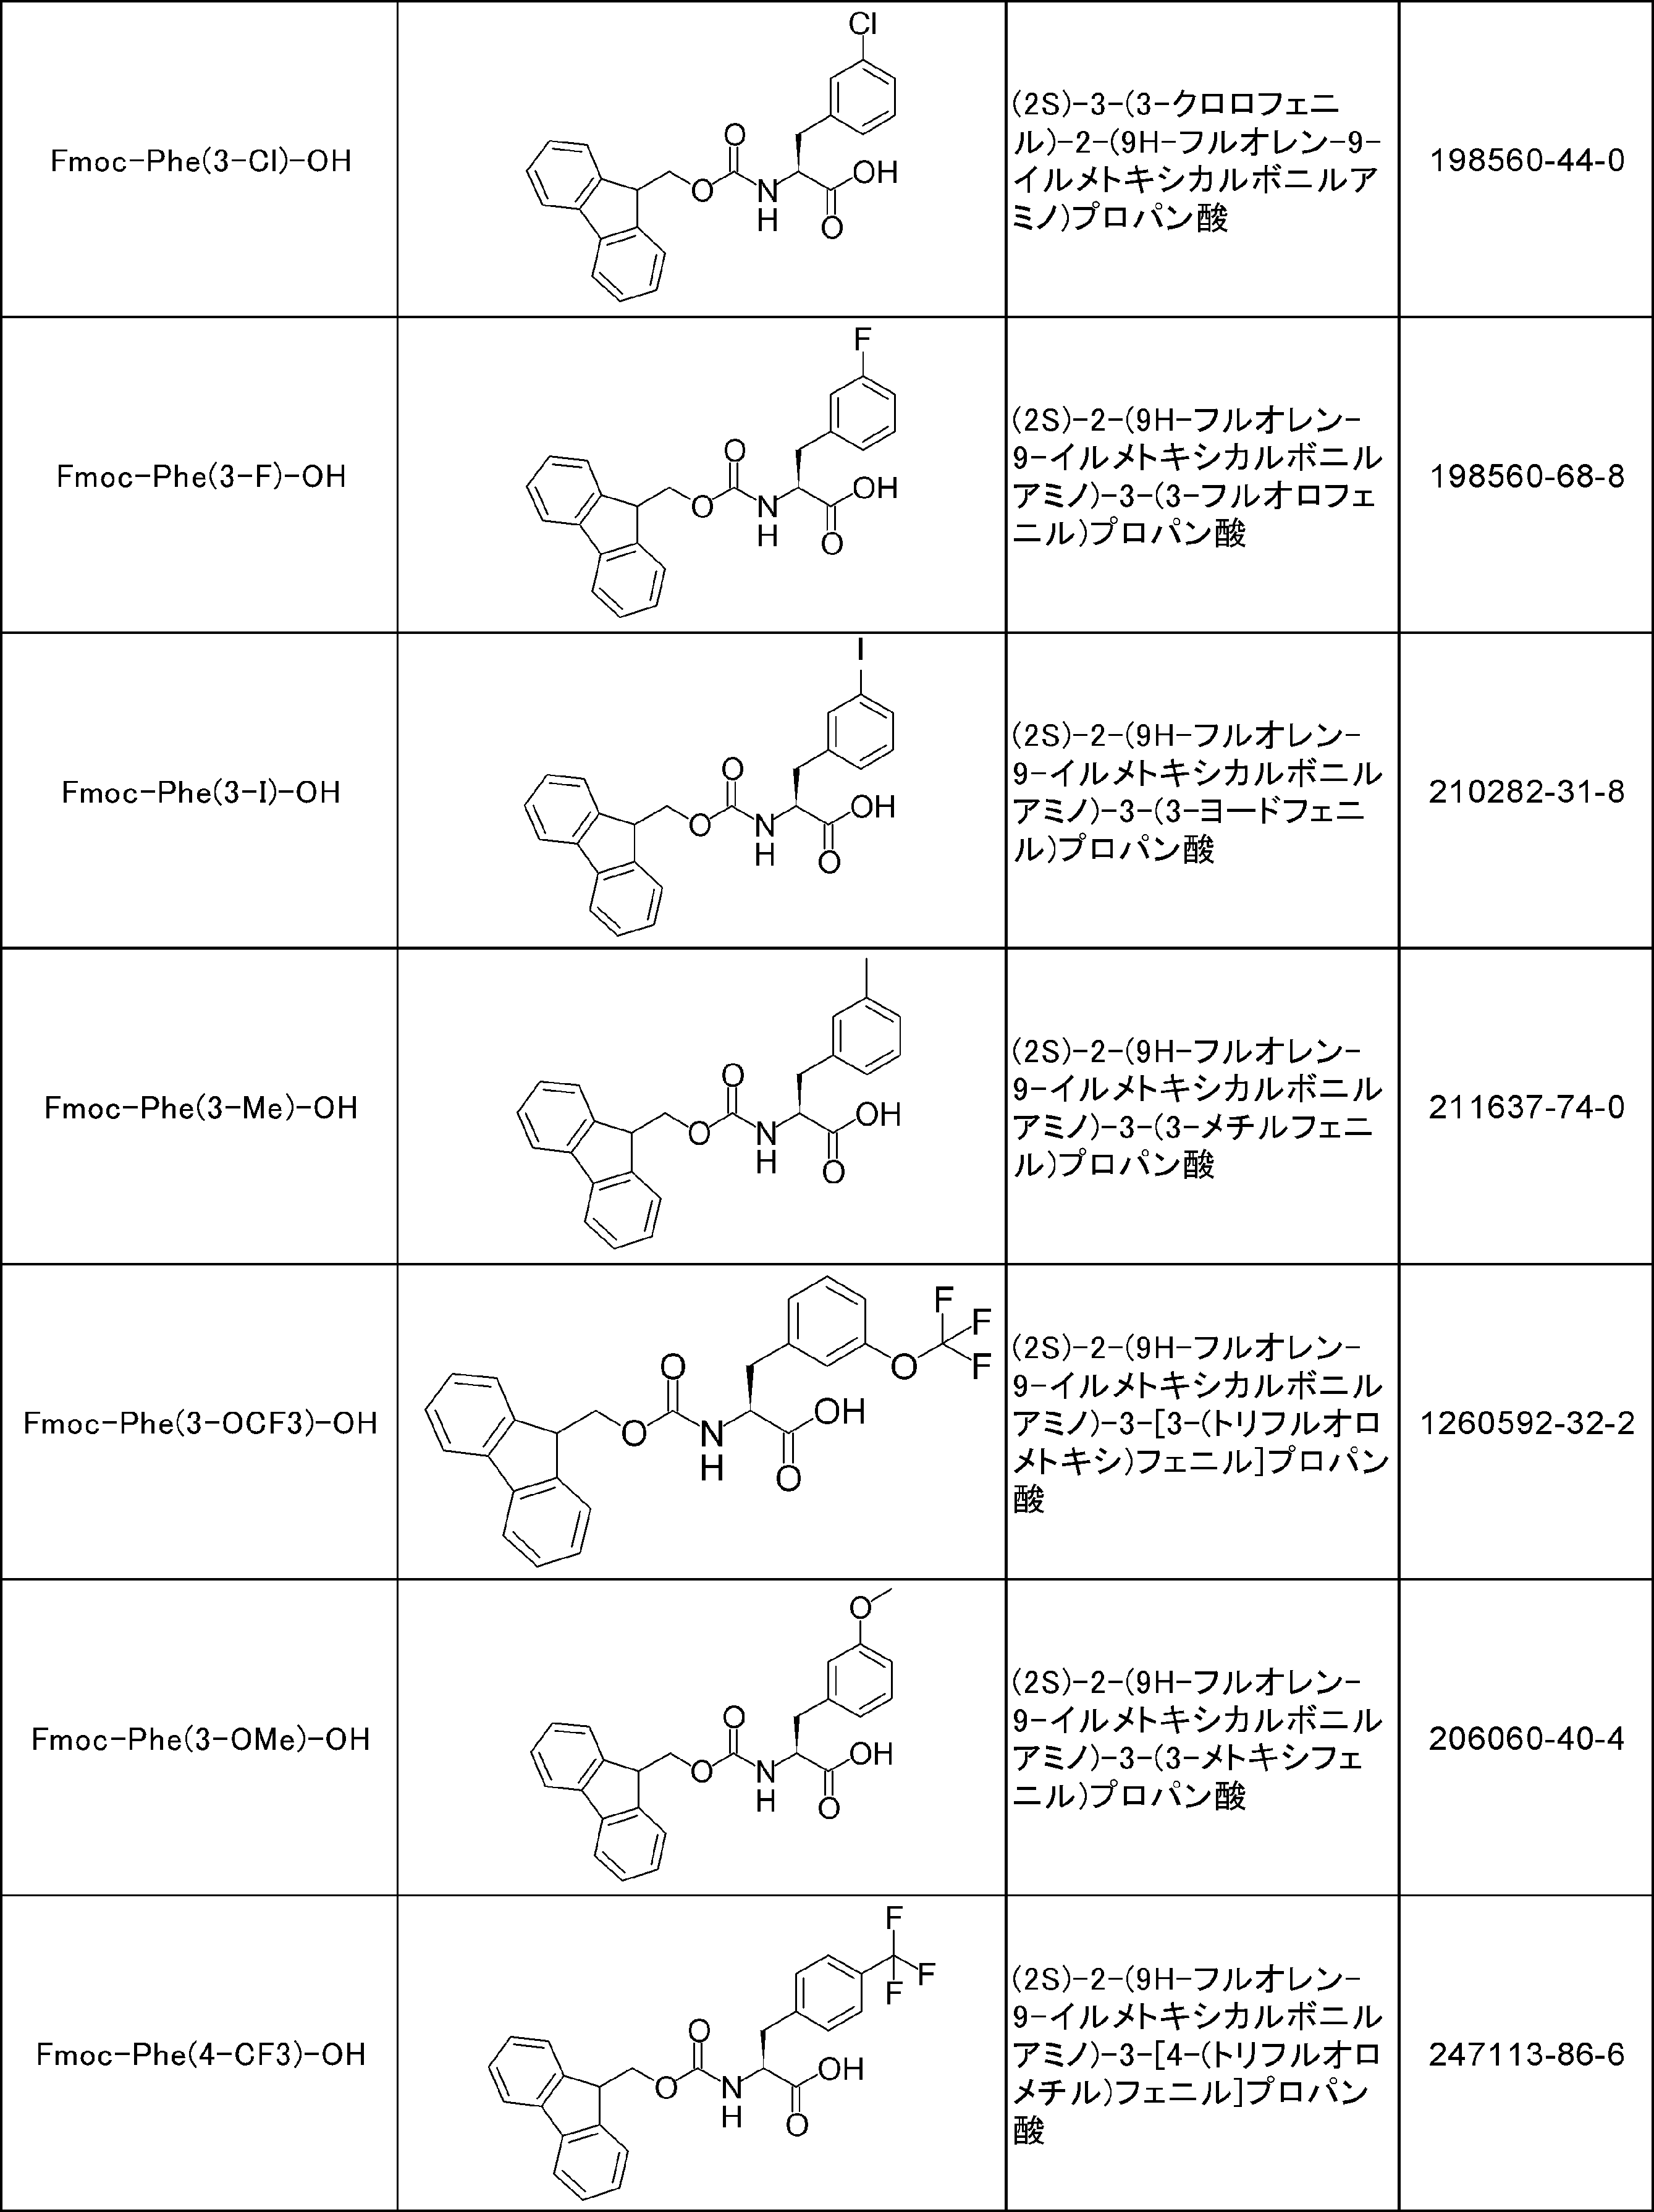 Fmoc-Phe(3-Cl)-OH
Cl
O
O
N
H
OH
O
(2S)-3-(3-クロロフェニ
ル)-2-(9H-フルオレン-9-
イルメトキシカルボニルア
ミノ)プロパン酸
198560-44-0
Fmoc-Phe(3-F)-OH
F
O
O
N
H
OH
O
(2S)-2-(9H-フルオレン-
9-イルメトキシカルボニル
アミノ)-3-(3-フルオロフェ
ニル)プロパン酸
198560-68-8
Fmoc-Phe(3-I)-OH
I
O
O
N
H
OH
O
(2S)-2-(9H-フルオレン-
9-イルメトキシカルボニル
アミノ)-3-(3-ヨードフェニ
ル)プロパン酸
210282-31-8
Fmoc-Phe(3-Me)-OH
O
O
N
H
OH
O
(2S)-2-(9H-フルオレン-
9-イルメトキシカルボニル
アミノ)-3-(3-メチルフェニ
ル)プロパン酸
211637-74-0
Fmoc-Phe(3-OCF3)-OH
F
F
F
O
O
O
N
H
OH
O
(2S)-2-(9H-フルオレン-
9-イルメトキシカルボニル
アミノ)-3-[3-(トリフルオロ
メトキシ)フェニル]プロパン
酸
1260592-32-2
Fmoc-Phe(3-OMe)-OH
O
O
O
N
H
OH
O
(2S)-2-(9H-フルオレン-
9-イルメトキシカルボニル
アミノ)-3-(3-メトキシフェ
ニル)プロパン酸
206060-40-4
Fmoc-Phe(4-CF3)-OH
F
F
F
O
O
N
H
OH
O
(2S)-2-(9H-フルオレン-
9-イルメトキシカルボニル
アミノ)-3-[4-(トリフルオロ
メチル)フェニル]プロパン
酸
247113-86-6